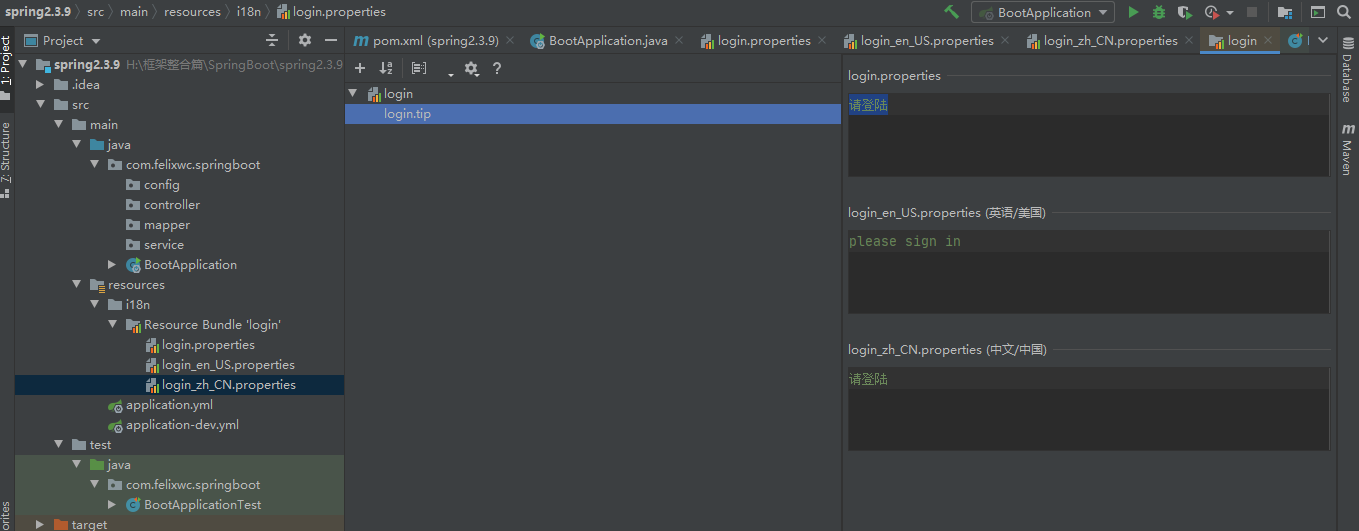 spring2.3.9 src main resources i18n login.properties BootApplication
Project pom.xml (spring2.3.9) BootApplication.java login.properties login_en_US.properties login_zh_CN.properties login
1: Project
7: Structure
spring2.3.9 H:\框架整合篇\SpringBoot\spring2.3.9
.idea
src
main
java
com.felixwc.springboot
config
controller
mapper
service
BootApplication
resources
i18n
Resource Bundle 'login'
login.properties
login_en_US.properties
login_zh_CN.properties
application.yml
application-dev.yml
test
java
com.felixwc.springboot
BootApplicationTest
target
login
login.tip
login.properties
请登陆
login_en_US.properties (英语/美国)
please sign in
login_zh_CN.properties (中文/中国)
请登陆
Database
Maven